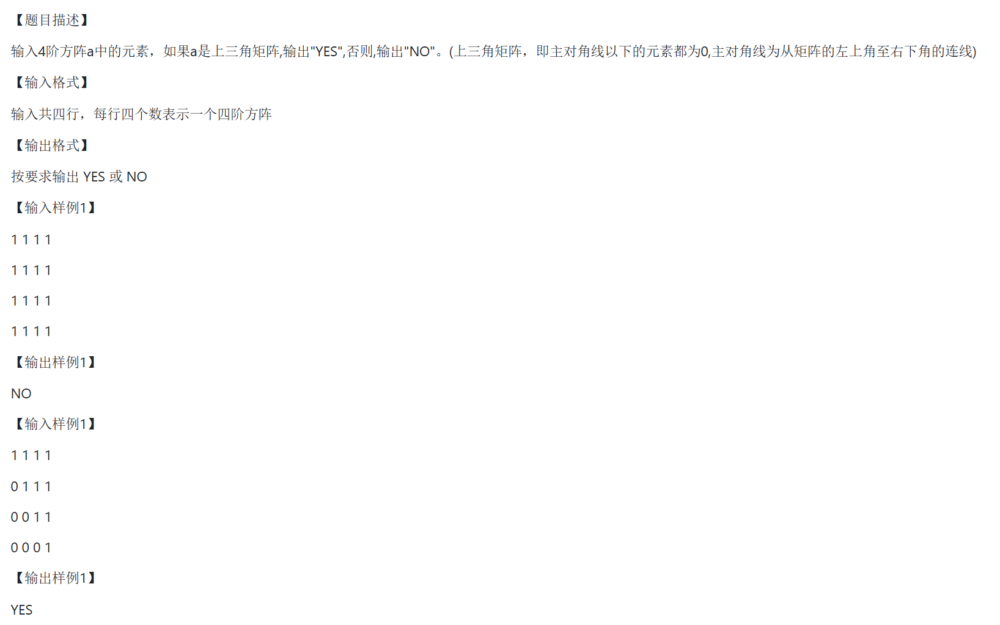 【题目描述】
输入4阶方阵a中的元素，如果a是上三角矩阵,输出"YES",否则,输出"NO"。(上三角矩阵，即主对角线以下的元素都为0,主对角线为从矩阵的左上角至右下角的连线)
【输入格式】
输入共四行，每行四个数表示一个四阶方阵
【输出格式】
按要求输出 YES 或 NO
【输入样例1】
1 1 1 1
1 1 1 1
1 1 1 1
1 1 1 1
【输出样例1】
NO
【输入样例1】
1 1 1 1
0 1 1 1
0 0 1 1
0 0 0 1
【输出样例1】
YES